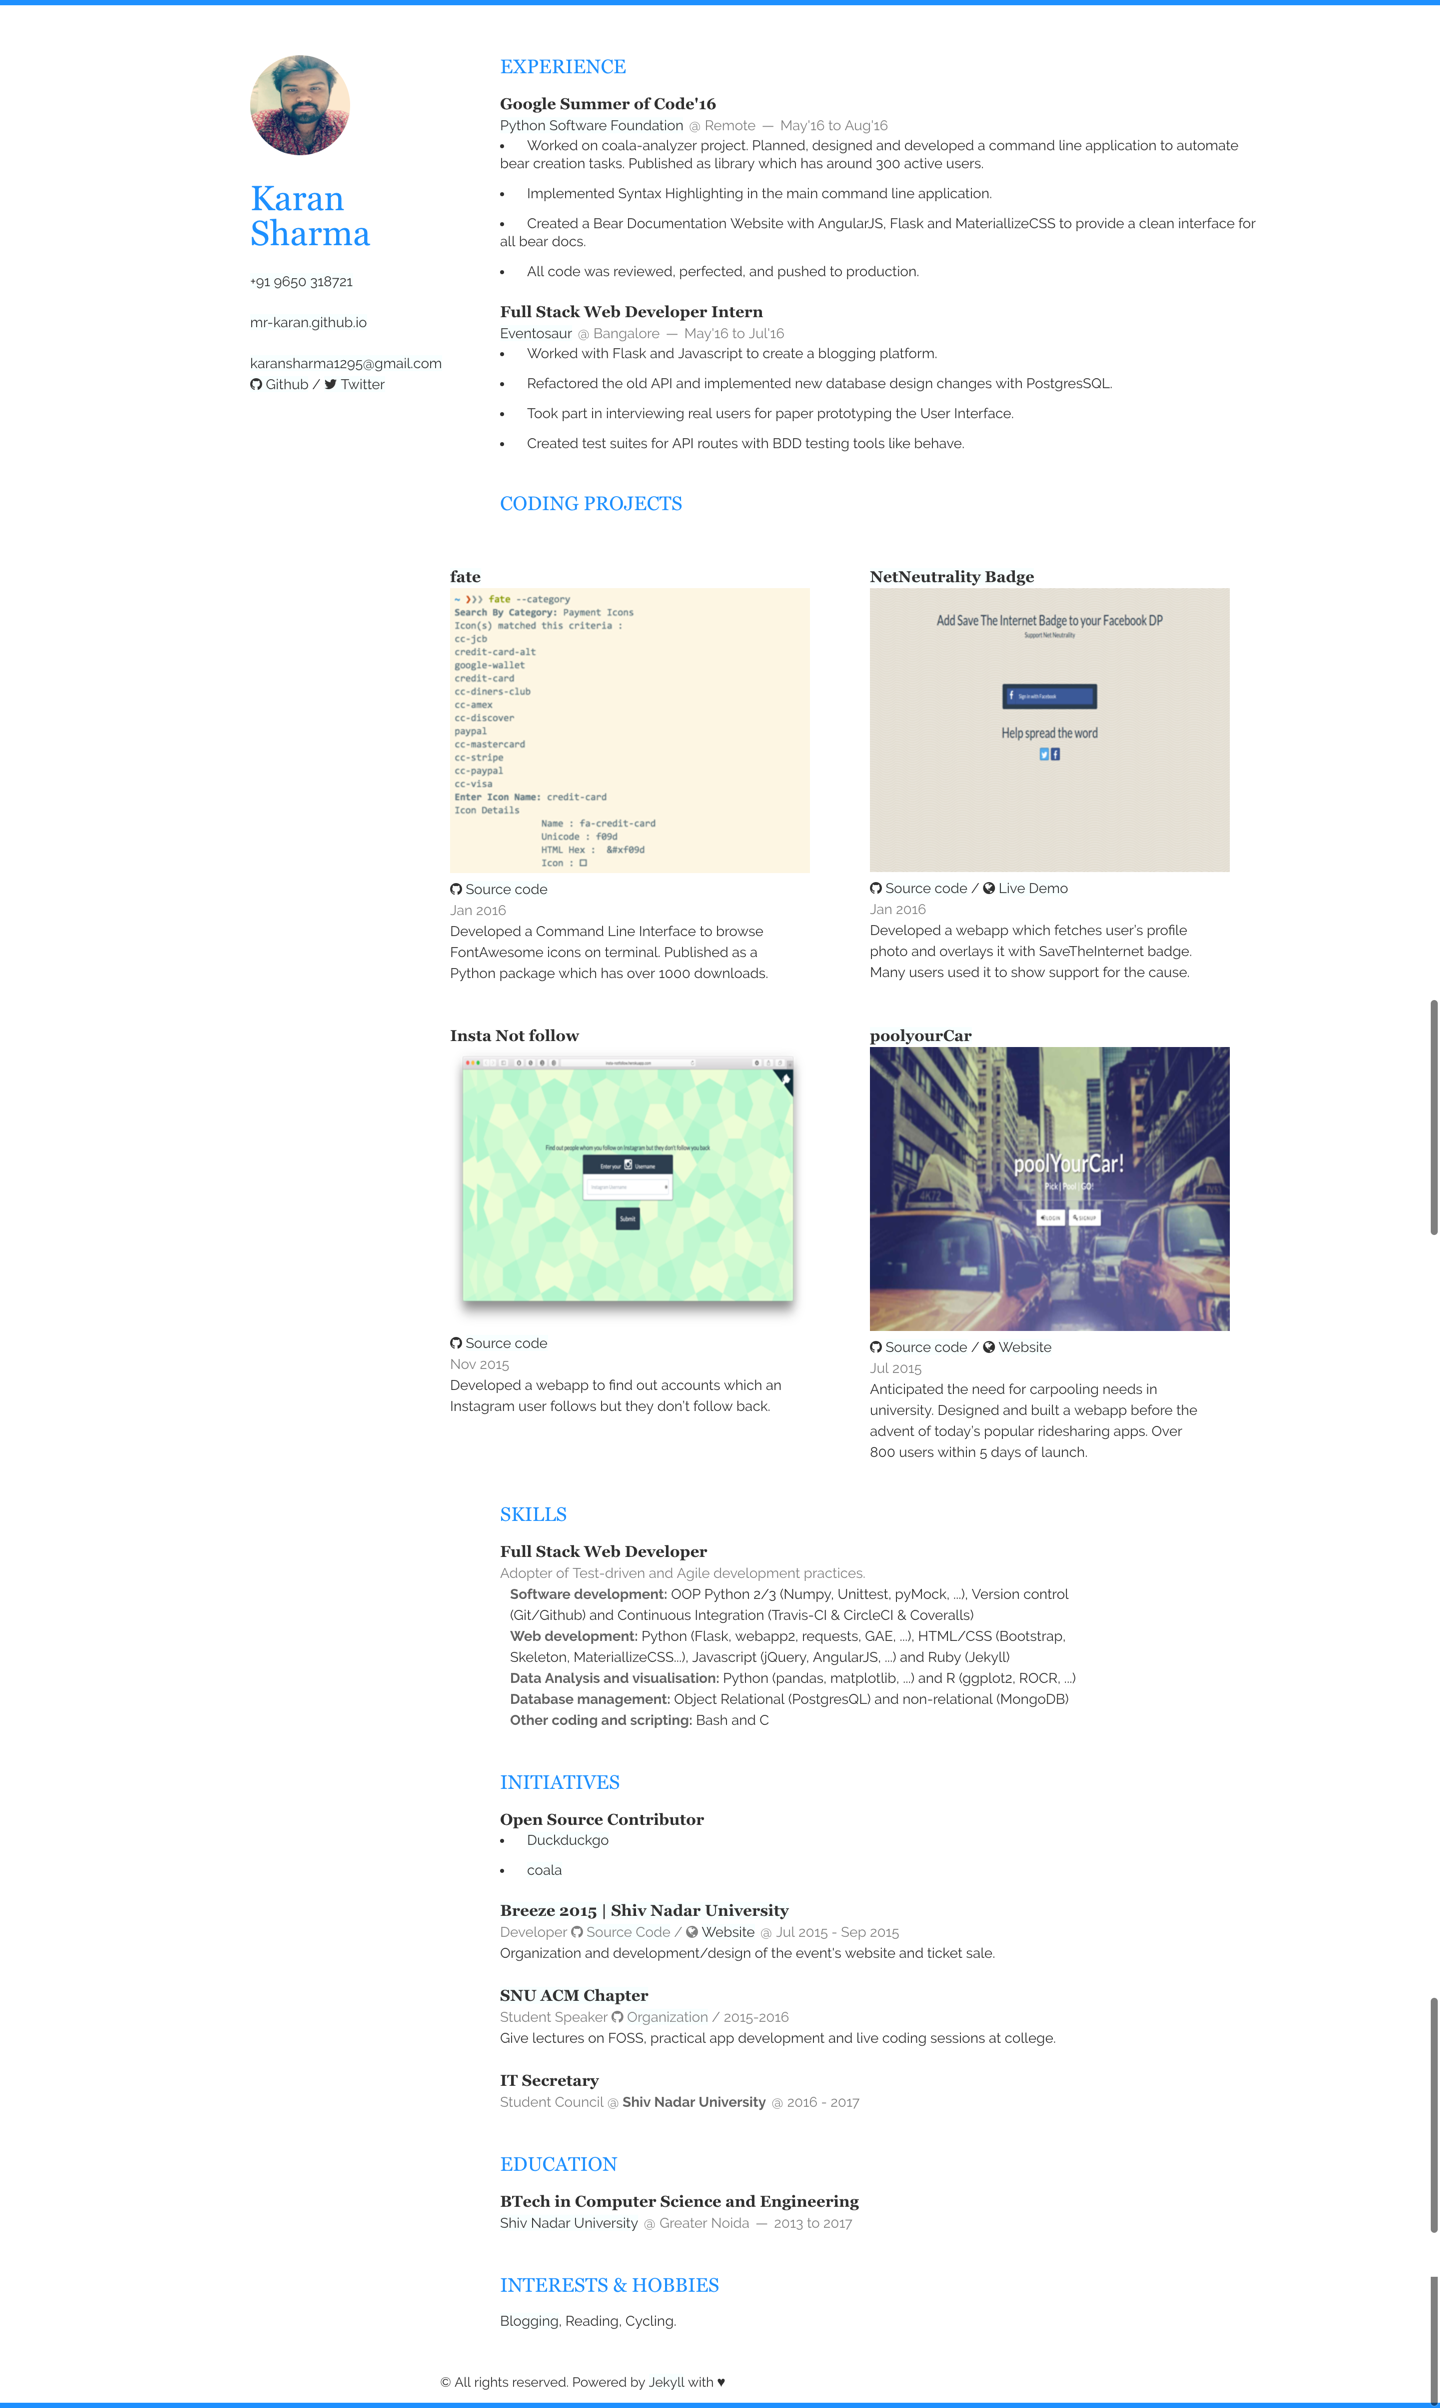 Karan
Sharma
+91 9650 318721
mr-karan.github.io
karansharma1295@gmail.com
Github / Twitter
EXPERIENCE
Google Summer of Code'16
Python Software Foundation @ Remote — May'16 to Aug'16
• Worked on coala-analyzer project. Planned, designed and developed a command line application to automate
bear creation tasks. Published as library which has around 300 active users.
• Implemented Syntax Highlighting in the main command line application.
• Created a Bear Documentation Website with AngularJS, Flask and MateriallizeCSS to provide a clean interface for
all bear docs.
• All code was reviewed, perfected, and pushed to production.
Full Stack Web Developer Intern
Eventosaur @ Bangalore — May'16 to Jul'16
• Worked with Flask and Javascript to create a blogging platform.
• Refactored the old API and implemented new database design changes with PostgresSQL.
• Took part in interviewing real users for paper prototyping the User Interface.
• Created test suites for API routes with BDD testing tools like behave.
CODING PROJECTS
fate
~ ❯❯❯ fate --category
Search By Category: Payment Icons
Icon(s) matched this criteria :
cc-jcb
credit-card-alt
google-wallet
credit-card
cc-diners-club
cc-amex
cc-discover
paypal
cc-mastercard
cc-stripe
cc-paypal
cc-visa
Enter Icon Name: credit-card
Icon Details
Name : fa-credit-card
Unicode : f09d
HTML Hex : &#xf09d
Icon : □
Source code
Jan 2016
Developed a Command Line Interface to browse
FontAwesome icons on terminal. Published as a
Python package which has over 1000 downloads.
NetNeutrality Badge
Add Save The Internet Badge to your Facebook DP
Support Net Neutrality
Sign in with Facebook
Help spread the word
Source code / Live Demo
Jan 2016
Developed a webapp which fetches user's profile
photo and overlays it with SaveTheInternet badge.
Many users used it to show support for the cause.
Insta Not follow
Find out people whom you follow on Instagram but they don't follow you back
Enter your Username
Instagram Username
Submit
Source code
Nov 2015
Developed a webapp to find out accounts which an
Instagram user follows but they don't follow back.
poolyourCar
4K72
poolYourCar!
Pick | Pool | GO!
LOGIN SIGNUP
Source code / Website
Jul 2015
Anticipated the need for carpooling needs in
university. Designed and built a webapp before the
advent of today's popular ridesharing apps. Over
800 users within 5 days of launch.
SKILLS
Full Stack Web Developer
Adopter of Test-driven and Agile development practices.
Software development: OOP Python 2/3 (Numpy, Unittest, pyMock, ...), Version control
(Git/Github) and Continuous Integration (Travis-CI & CircleCI & Coveralls)
Web development: Python (Flask, webapp2, requests, GAE, ...), HTML/CSS (Bootstrap,
Skeleton, MateriallizeCSS...), Javascript (jQuery, AngularJS, ...) and Ruby (Jekyll)
Data Analysis and visualisation: Python (pandas, matplotlib, ...) and R (ggplot2, ROCR, ...)
Database management: Object Relational (PostgresQL) and non-relational (MongoDB)
Other coding and scripting: Bash and C
INITIATIVES
Open Source Contributor
• Duckduckgo
• coala
Breeze 2015 | Shiv Nadar University
Developer Source Code / Website @ Jul 2015 - Sep 2015
Organization and development/design of the event's website and ticket sale.
SNU ACM Chapter
Student Speaker Organization / 2015-2016
Give lectures on FOSS, practical app development and live coding sessions at college.
IT Secretary
Student Council @ Shiv Nadar University @ 2016 - 2017
EDUCATION
BTech in Computer Science and Engineering
Shiv Nadar University @ Greater Noida — 2013 to 2017
INTERESTS & HOBBIES
Blogging, Reading, Cycling.
© All rights reserved. Powered by Jekyll with ♥